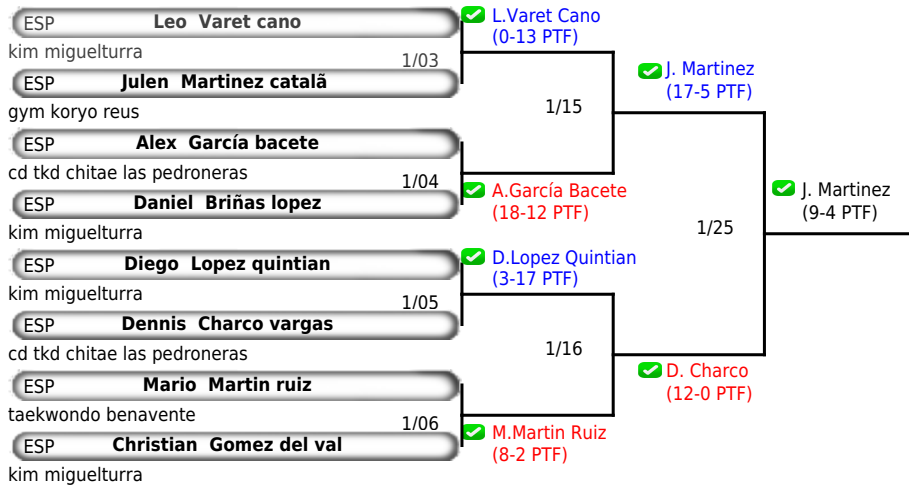 ESP Leo Varet cano
kim miguelturra
1/03
ESP Julen Martinez catalã
gym koryo reus
ESP Alex García bacete
cd tkd chitae las pedroneras
1/04
ESP Daniel Briñas lopez
kim miguelturra
ESP Diego Lopez quintian
kim miguelturra
1/05
ESP Dennis Charco vargas
cd tkd chitae las pedroneras
ESP Mario Martin ruiz
taekwondo benavente
1/06
ESP Christian Gomez del val
kim miguelturra
L.Varet Cano
(0-13 PTF)
1/15
A.García Bacete
(18-12 PTF)
D.Lopez Quintian
(3-17 PTF)
1/16
M.Martin Ruiz
(8-2 PTF)
J. Martinez
(17-5 PTF)
1/25
D. Charco
(12-0 PTF)
J. Martinez
(9-4 PTF)